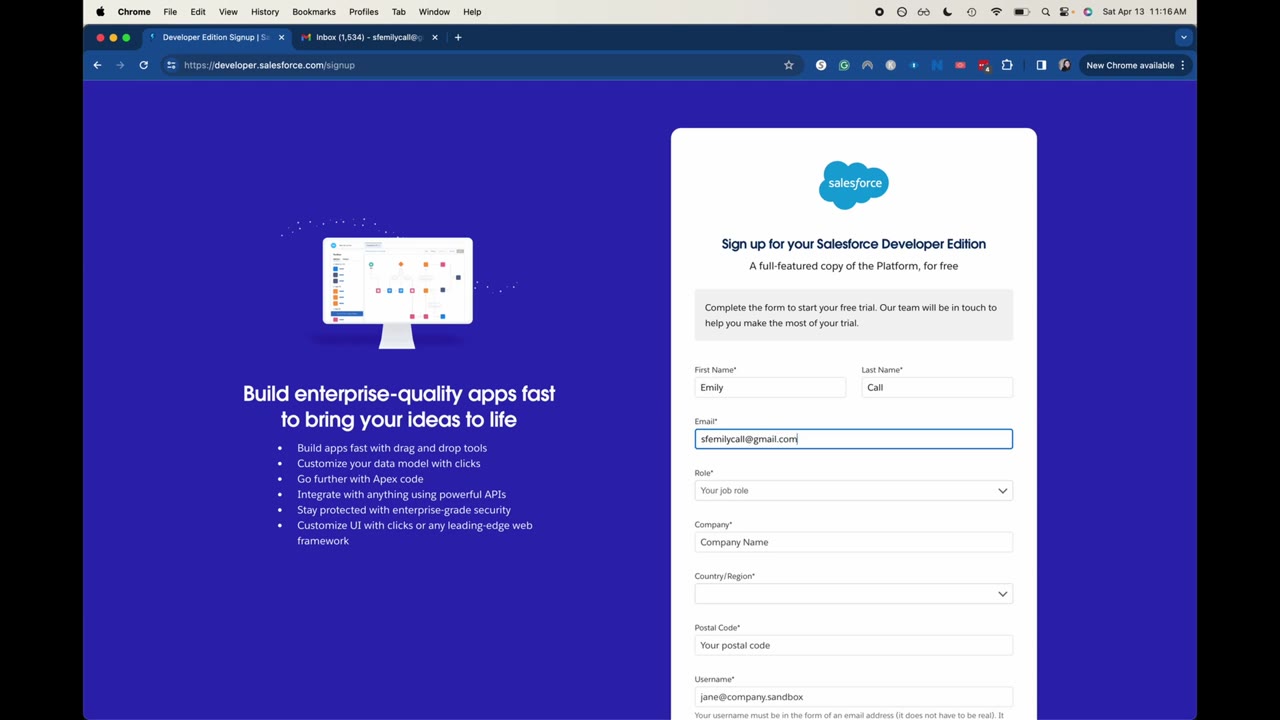 Chrome File Edit View History Bookmarks Profiles Tab Window Help
Sat Apr 13 11:16 AM
Developer Edition Signup | Sa
Inbox (1,534) - sfemilycall@g
https://developer.salesforce.com/signup
New Chrome available
salesforce
Sign up for your Salesforce Developer Edition
A full-featured copy of the Platform, for free
Complete the form to start your free trial. Our team will be in touch to
help you make the most of your trial.
First Name* Last Name*
Emily Call
Email*
sfemilycall@gmail.com
Role*
Your job role
Company*
Company Name
Country/Region*
Postal Code*
Your postal code
Username*
jane@company.sandbox
Your username must be in the form of an email address (it does not have to be real). It
Build enterprise-quality apps fast
to bring your ideas to life
• Build apps fast with drag and drop tools
• Customize your data model with clicks
• Go further with Apex code
• Integrate with anything using powerful APIs
• Stay protected with enterprise-grade security
• Customize UI with clicks or any leading-edge web
framework